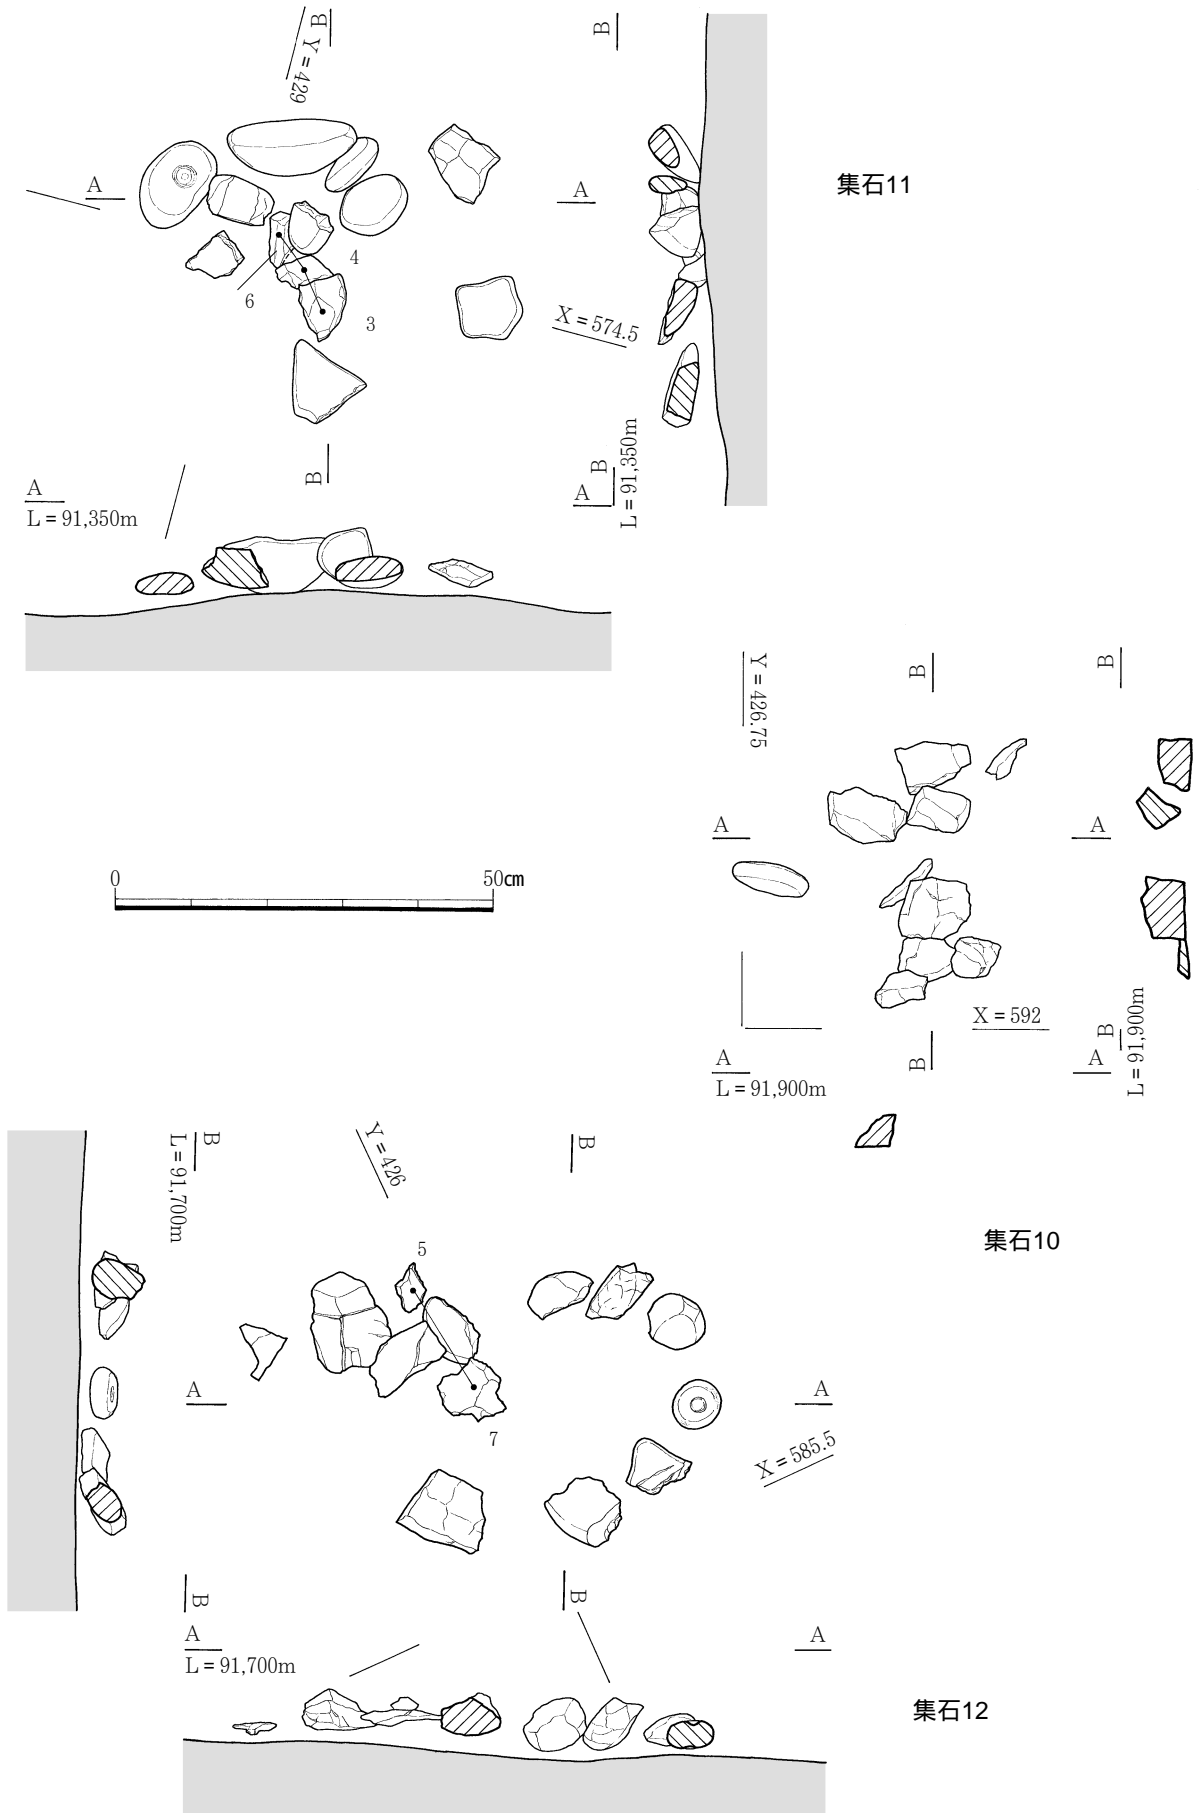 B
Y = 429
B
A
A
集石11
4
6
3
X = 574.5
B
A
L = 91,350m
A
B
L = 91,350m
B
Y = 426.75
B
A
A
0
50㎝
X = 592
B
A
L = 91,900m
A
B
L = 91,900m
集石10
B
L = 91,700m
Y = 426
B
5
A
A
7
X = 585.5
B
B
A
L = 91,700m
A
集石12